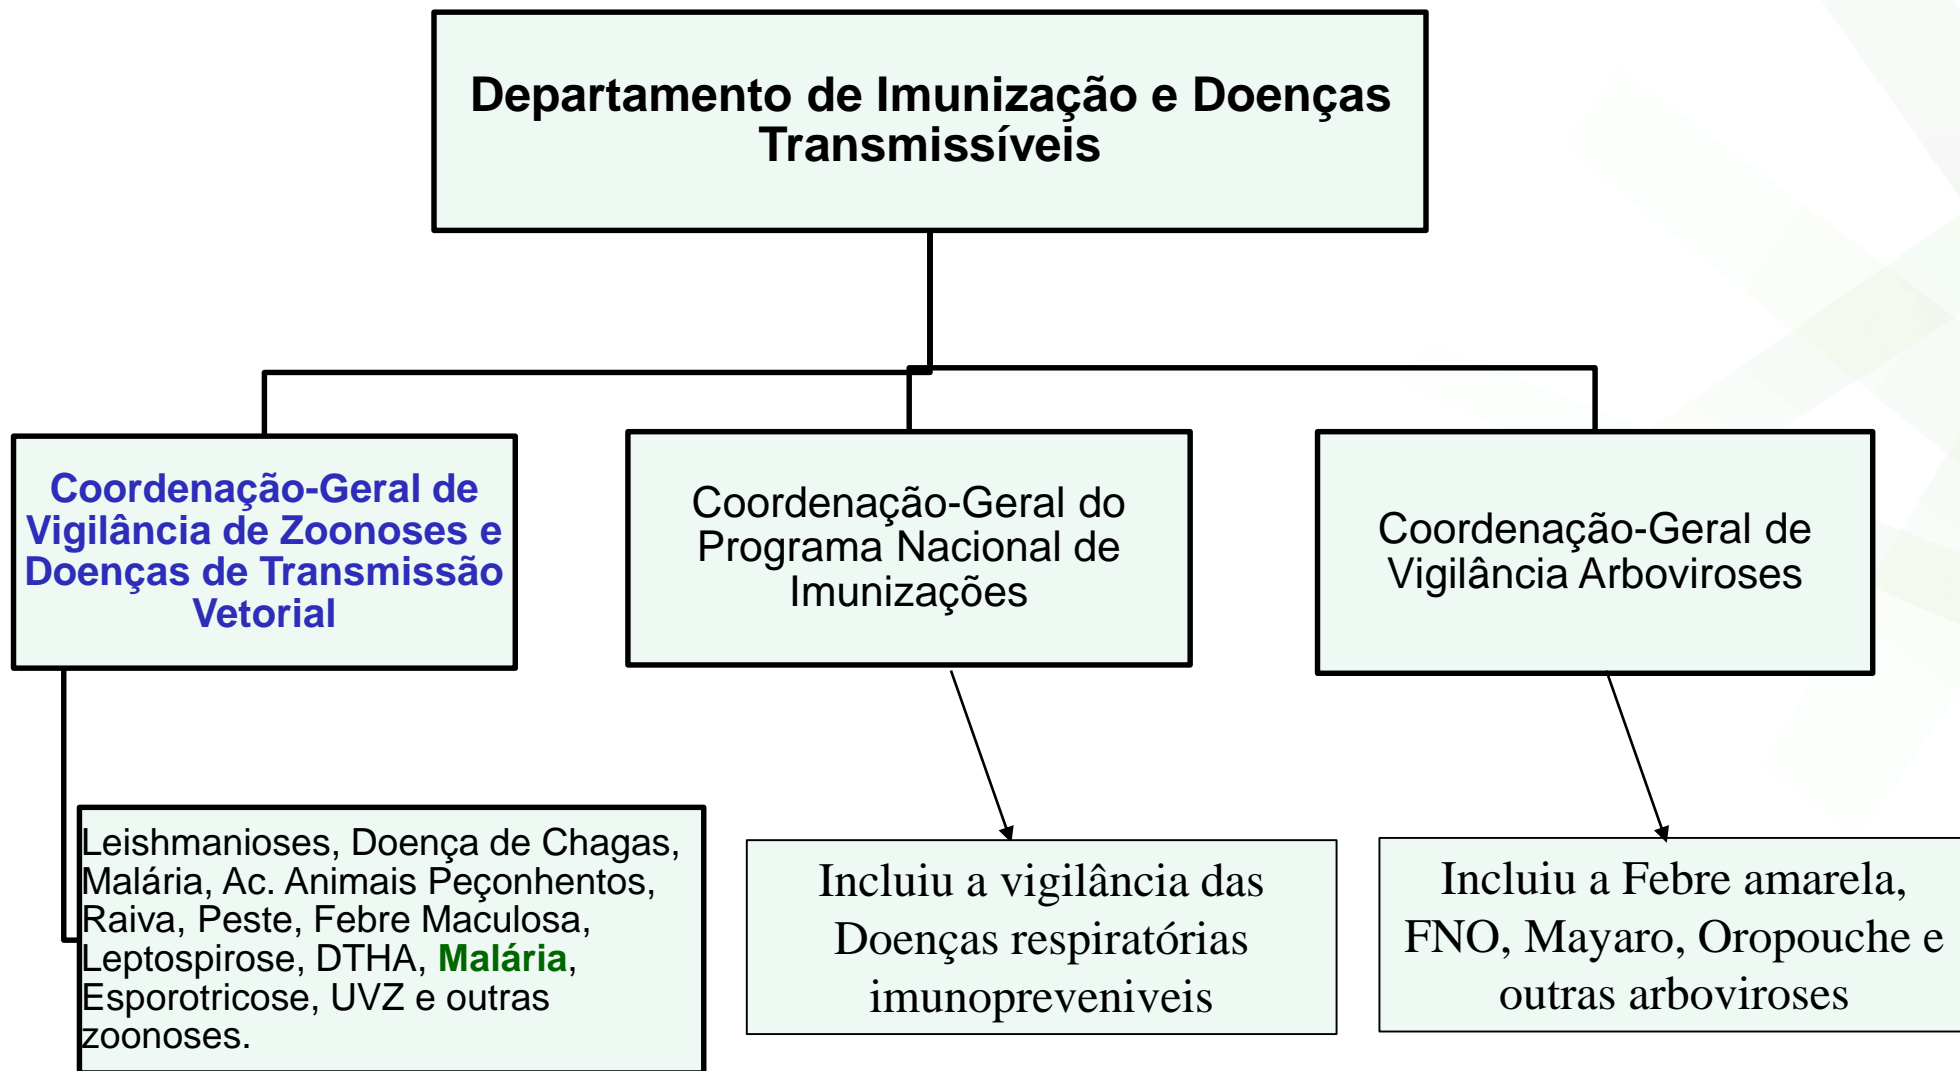 Departamento de Imunização e Doenças
Transmissíveis
Coordenação-Geral de
Vigilância de Zoonoses e
Doenças de Transmissão
Vetorial
Coordenação-Geral do
Programa Nacional de
Imunizações
Coordenação-Geral de
Vigilância Arboviroses
Leishmanioses, Doença de Chagas,
Malária, Ac. Animais Peçonhentos,
Raiva, Peste, Febre Maculosa,
Leptospirose, DTHA, Malária,
Esporotricose, UVZ e outras
zoonoses.
Incluiu a vigilância das
Doenças respiratórias
imunopreveniveis
Incluiu a Febre amarela,
FNO, Mayaro, Oropouche e
outras arboviroses